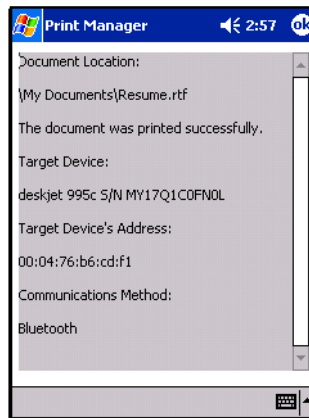 Print Manager 2:57 ok
Document Location:
\My Documents\Resume.rtf
The document was printed successfully.
Target Device:
deskjet 995c S/N MY17Q1C0FN0L
Target Device's Address:
00:04:76:b6:cd:f1
Communications Method:
Bluetooth